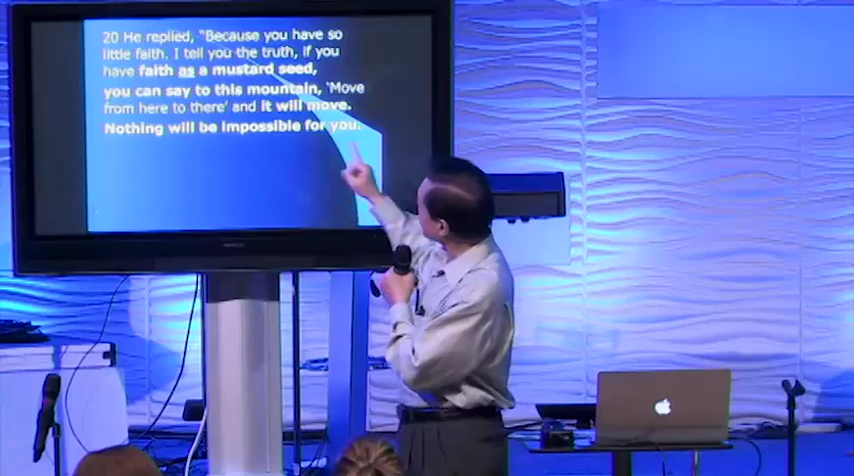 20 He replied, “Because you have so
little faith. I tell you the truth, if you
have faith as a mustard seed,
you can say to this mountain, ‘Move
from here to there’ and it will move.
Nothing will be impossible for you.